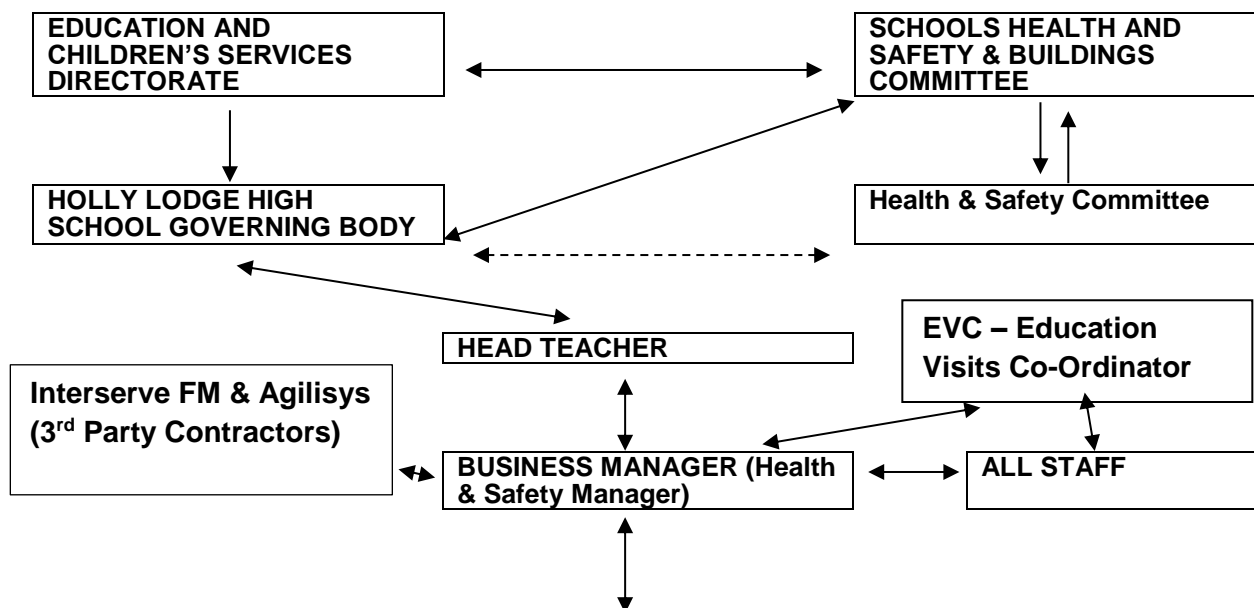 EDUCATION AND
CHILDREN’S SERVICES
DIRECTORATE
SCHOOLS HEALTH AND
SAFETY & BUILDINGS
COMMITTEE
HOLLY LODGE HIGH
SCHOOL GOVERNING BODY
Health & Safety Committee
HEAD TEACHER
EVC – Education
Visits Co-Ordinator
Interserve FM & Agilisys
(3rd Party Contractors)
BUSINESS MANAGER (Health
& Safety Manager)
ALL STAFF